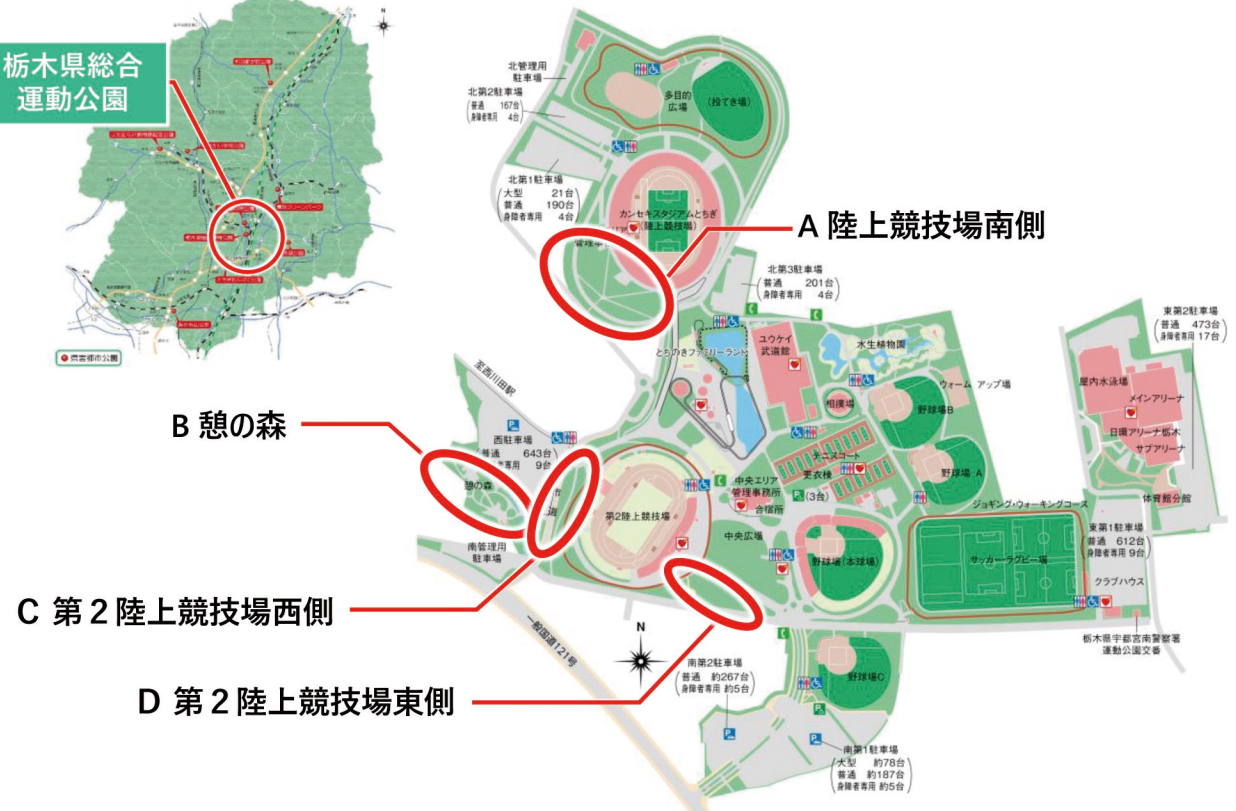 栃木県総合
運動公園
N
県営都市公園
北管理用
駐車場
北第2駐車場
普通 167台
身障者専用 4台
多目的
広場
(投てき場)
北第1駐車場
大型 21台
普通 190台
身障者専用 4台
カンセキスタジアムとちぎ
(陸上競技場)
A 陸上競技場南側
北第3駐車場
普通 201台
身障者専用 4台
とちのきファミリーランド
ユウケイ
武道館
水生植物園
相撲場
ウォームアップ場
野球場B
野球場A
東第2駐車場
普通 473台
身障者専用 17台
屋内水泳場
メインアリーナ
日環アリーナ栃木
サブアリーナ
体育館分館
至西川田駅
B 憩の森
西駐車場
普通 643台
専用 9台
憩の森
南管理用
駐車場
第2陸上競技場
中央エリア
管理事務所
合宿所
テニスコート
更衣棟
(3台)
中央広場
野球場(本球場)
ジョギング・ウォーキングコース
サッカー・ラグビー場
東第1駐車場
普通 612台
身障者専用 9台
クラブハウス
栃木県宇都宮南警察署
運動公園交番
C 第2陸上競技場西側
一般国道121号
N
D 第2陸上競技場東側
南第2駐車場
普通 約267台
身障者専用 約5台
野球場C
南第1駐車場
大型 約78台
普通 約187台
身障者専用 約5台